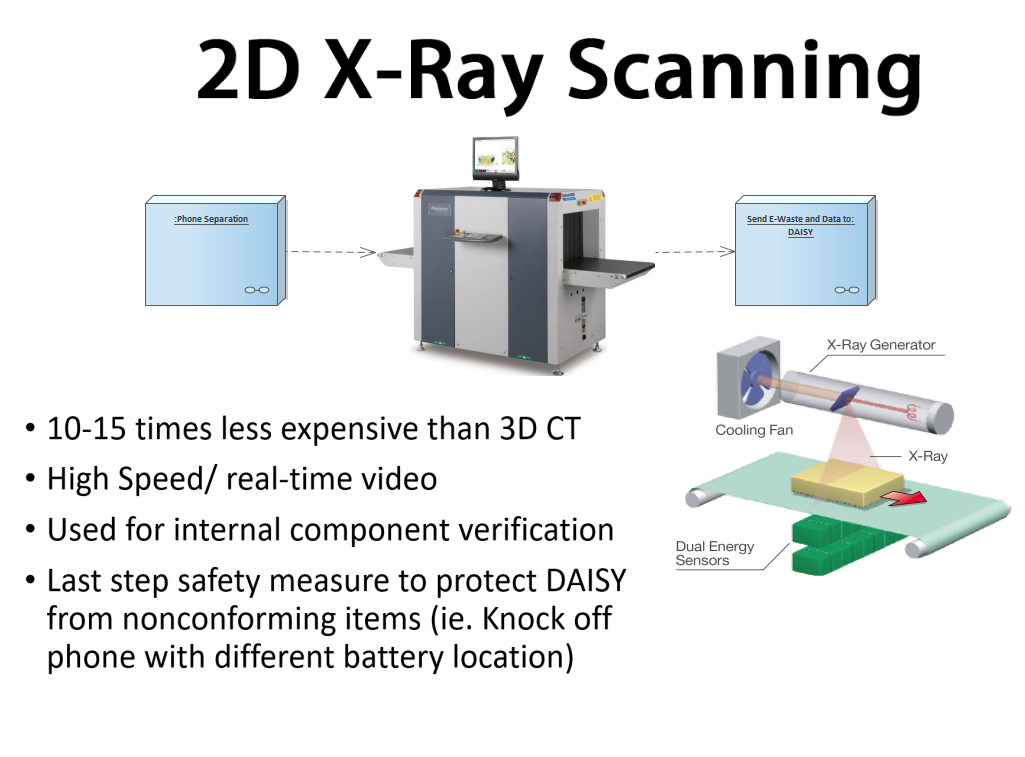 2D X-Ray Scanning
:Phone Separation
Send E-Waste and Data to:
DAISY
X-Ray Generator
Cooling Fan
X-Ray
Dual Energy
Sensors
• 10-15 times less expensive than 3D CT
• High Speed/ real-time video
• Used for internal component verification
• Last step safety measure to protect DAISY
from nonconforming items (ie. Knock off
phone with different battery location)